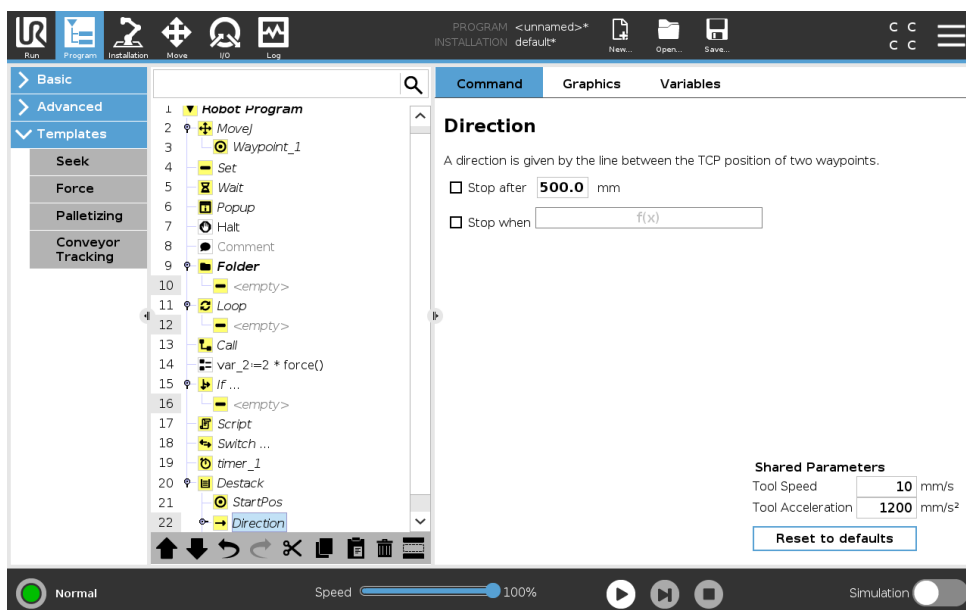 UR
PROGRAM <unnamed>*
INSTALLATION default*
C C
C C
Run Program Installation Move I/O Log New... Open... Save...
Basic
Advanced
Templates
Seek
Force
Palletizing
Conveyor
Tracking
1 Robot Program
2 MoveJ
3 Waypoint_1
4 Set
5 Wait
6 Popup
7 Halt
8 Comment
9 Folder
10 <empty>
11 Loop
12 <empty>
13 Call
14 var_2:=2 * force()
15 If ...
16 <empty>
17 Script
18 Switch ...
19 timer_1
20 Destack
21 StartPos
22 Direction
Command Graphics Variables
Direction
A direction is given by the line between the TCP position of two waypoints.
Stop after 500.0 mm
Stop when f(x)
Shared Parameters
Tool Speed 10 mm/s
Tool Acceleration 1200 mm/s²
Reset to defaults
Normal Speed 100% Simulation